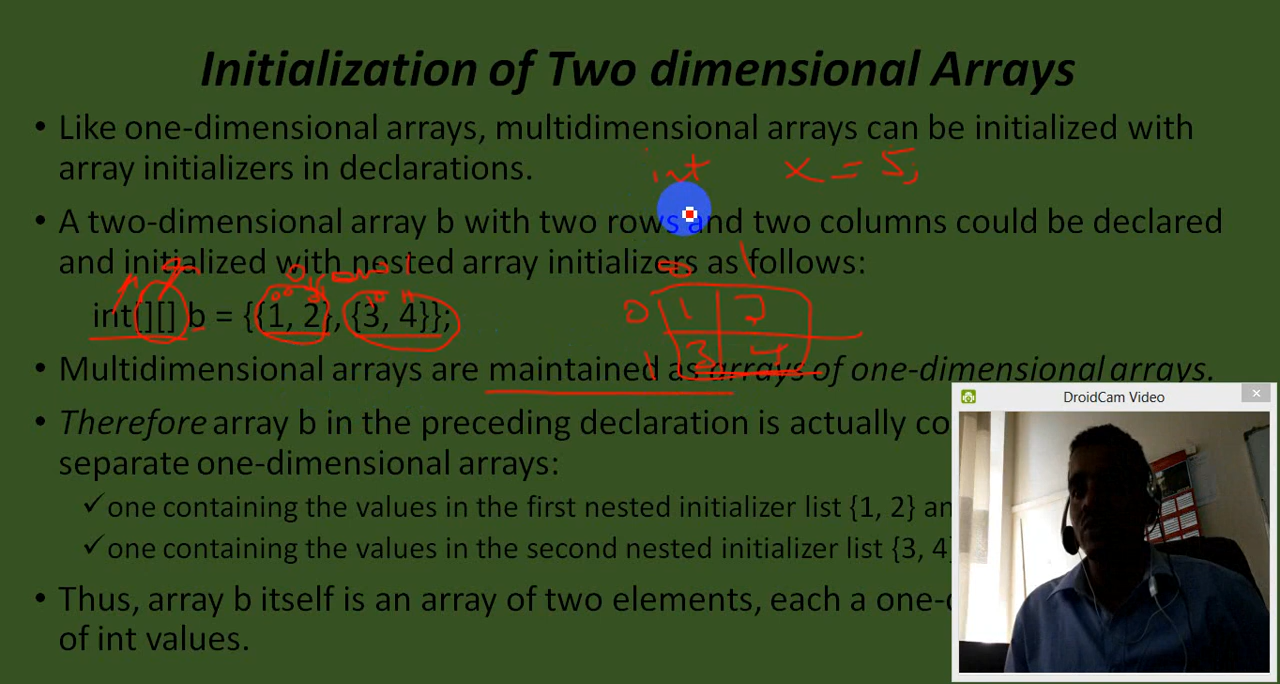 Initialization of Two dimensional Arrays
• Like one-dimensional arrays, multidimensional arrays can be initialized with
array initializers in declarations.
int x = 5;
• A two-dimensional array b with two rows and two columns could be declared
and initialized with nested array initializers as follows:
0 1
int[][] b = {{1, 2}, {3, 4}};
0 1 2
1 3 4
• Multidimensional arrays are maintained as arrays of one-dimensional arrays.
DroidCam Video
• Therefore array b in the preceding declaration is actually co
separate one-dimensional arrays:
✓one containing the values in the first nested initializer list {1, 2} an
✓one containing the values in the second nested initializer list {3, 4}
• Thus, array b itself is an array of two elements, each a one-
of int values.